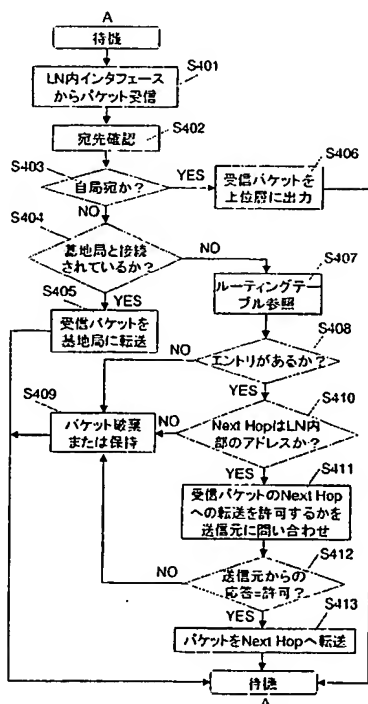 A
待機
S401
LN内インタフェース
からパケット受信
S402
宛先確認
S403
自局宛か?
YES
S406
受信パケットを
上位層に出力
NO
S404
基地局と接続
されているか?
NO
S407
ルーティングテー
ブル参照
YES
S405
受信パケットを
基地局に転送
S408
エントリがあるか?
NO
YES
S409
パケット破棄
または保持
S410
Next HopはLN内
部のアドレスか?
NO
YES
S411
受信パケットのNext Hop
への転送を許可するかを
送信元に問い合わせ
S412
送信元からの
応答=許可?
NO
YES
S413
パケットをNext Hopへ転送
待機
A